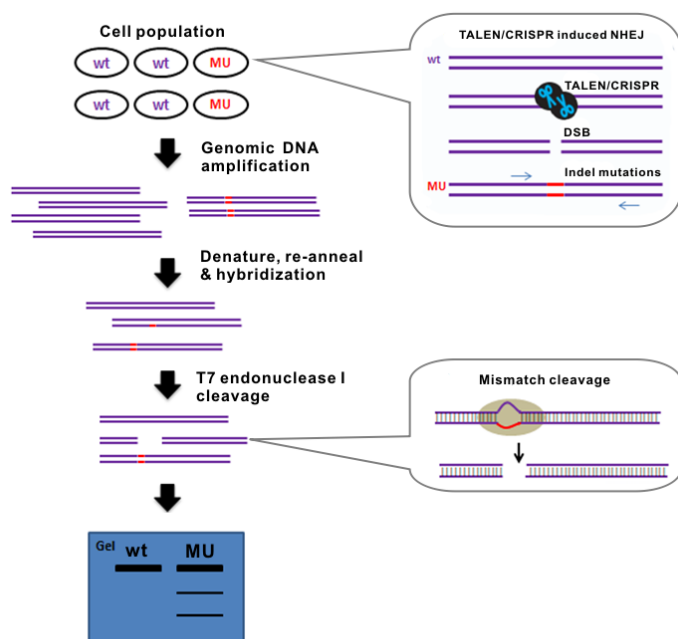 Cell population
wt wt MU
wt wt MU
TALEN/CRISPR induced NHEJ
wt
TALEN/CRISPR
DSB
Indel mutations
MU
Genomic DNA
amplification
Denature, re-anneal
& hybridization
T7 endonuclease I
cleavage
Mismatch cleavage
Gel wt MU